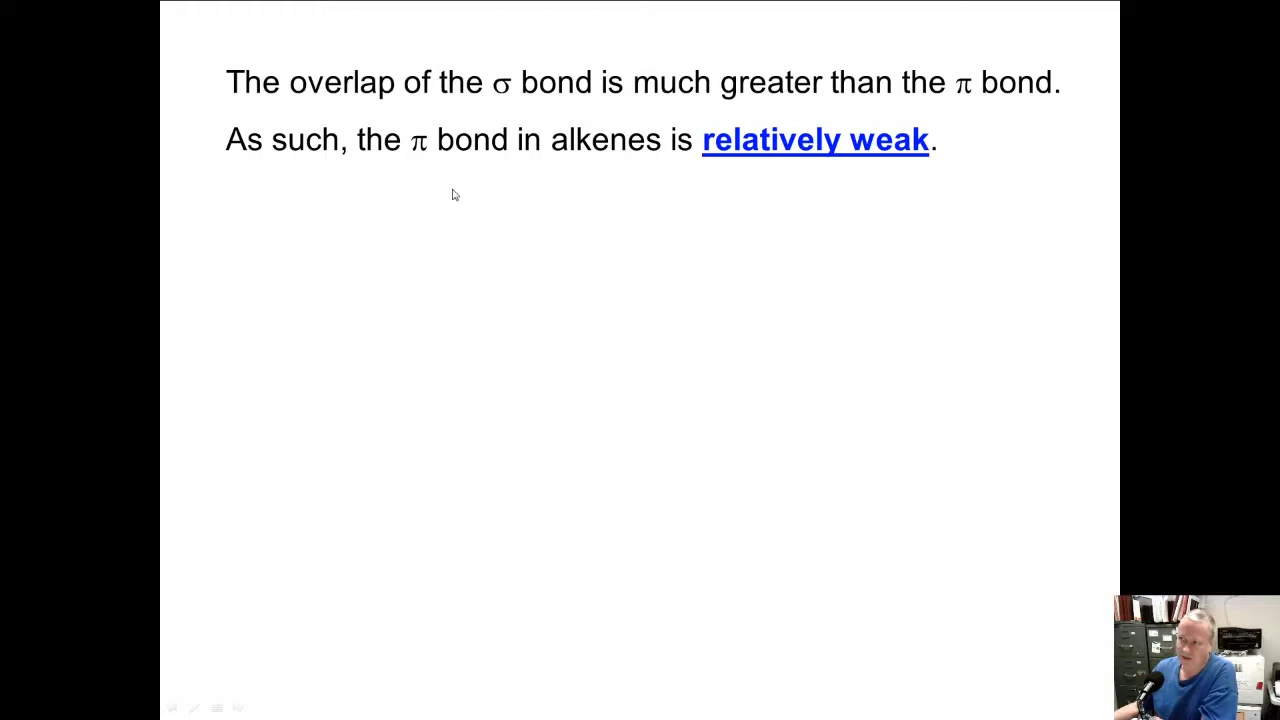 The overlap of the σ bond is much greater than the π bond.
As such, the π bond in alkenes is relatively weak.